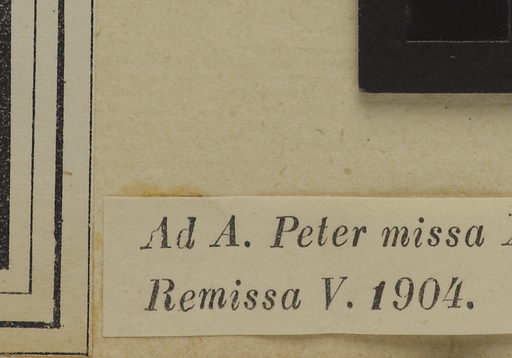 Ad A. Peter missa
Remissa V. 1904.